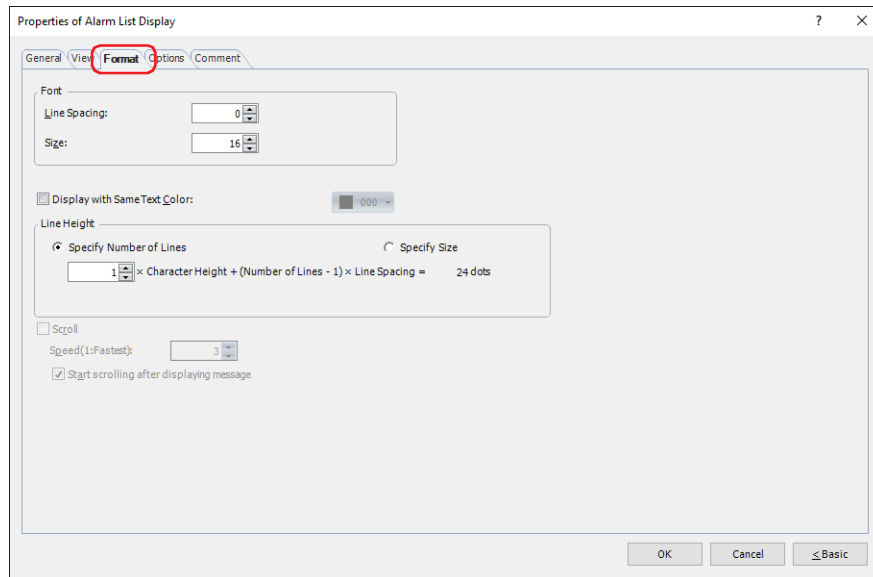 Properties of Alarm List Display ?
General View Format Options Comment
Font
Line Spacing: 0
Size: 16
Display with Same Text Color: 000
Line Height
Specify Number of Lines Specify Size
1 × Character Height + (Number of Lines - 1) × Line Spacing = 24 dots
Scroll
Speed(1:Fastest): 3
Start scrolling after displaying message
OK Cancel < Basic